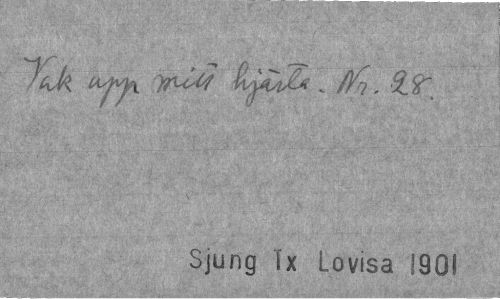 Vak upp mitt hjärta. Nr. 28.
Sjung Tx Lovisa 1901